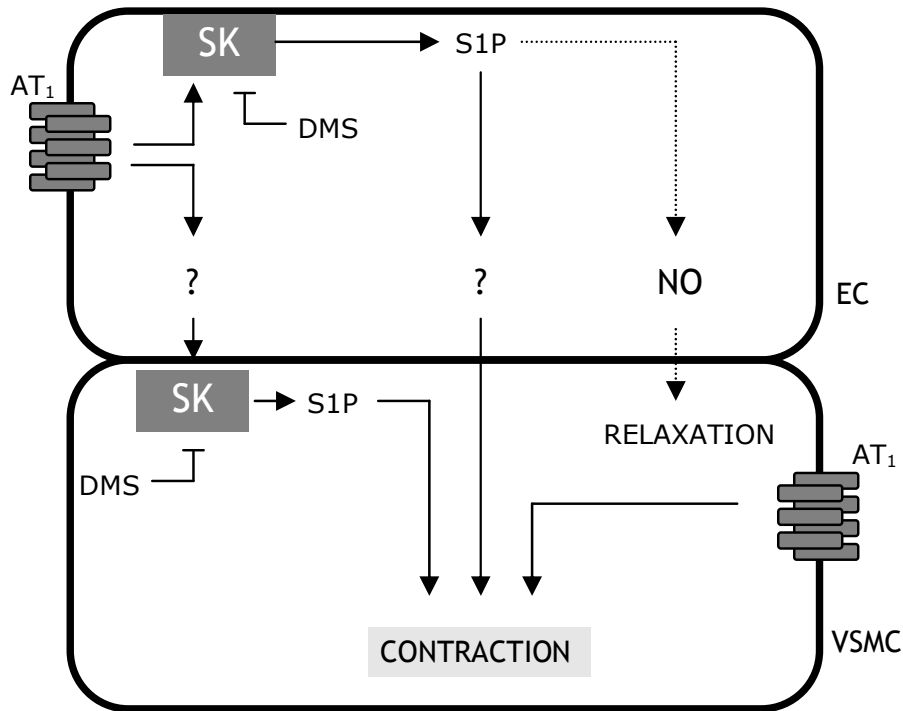 SK
S1P
AT₁
DMS
?
?
NO
EC
SK
S1P
RELAXATION
AT₁
DMS
CONTRACTION
VSMC